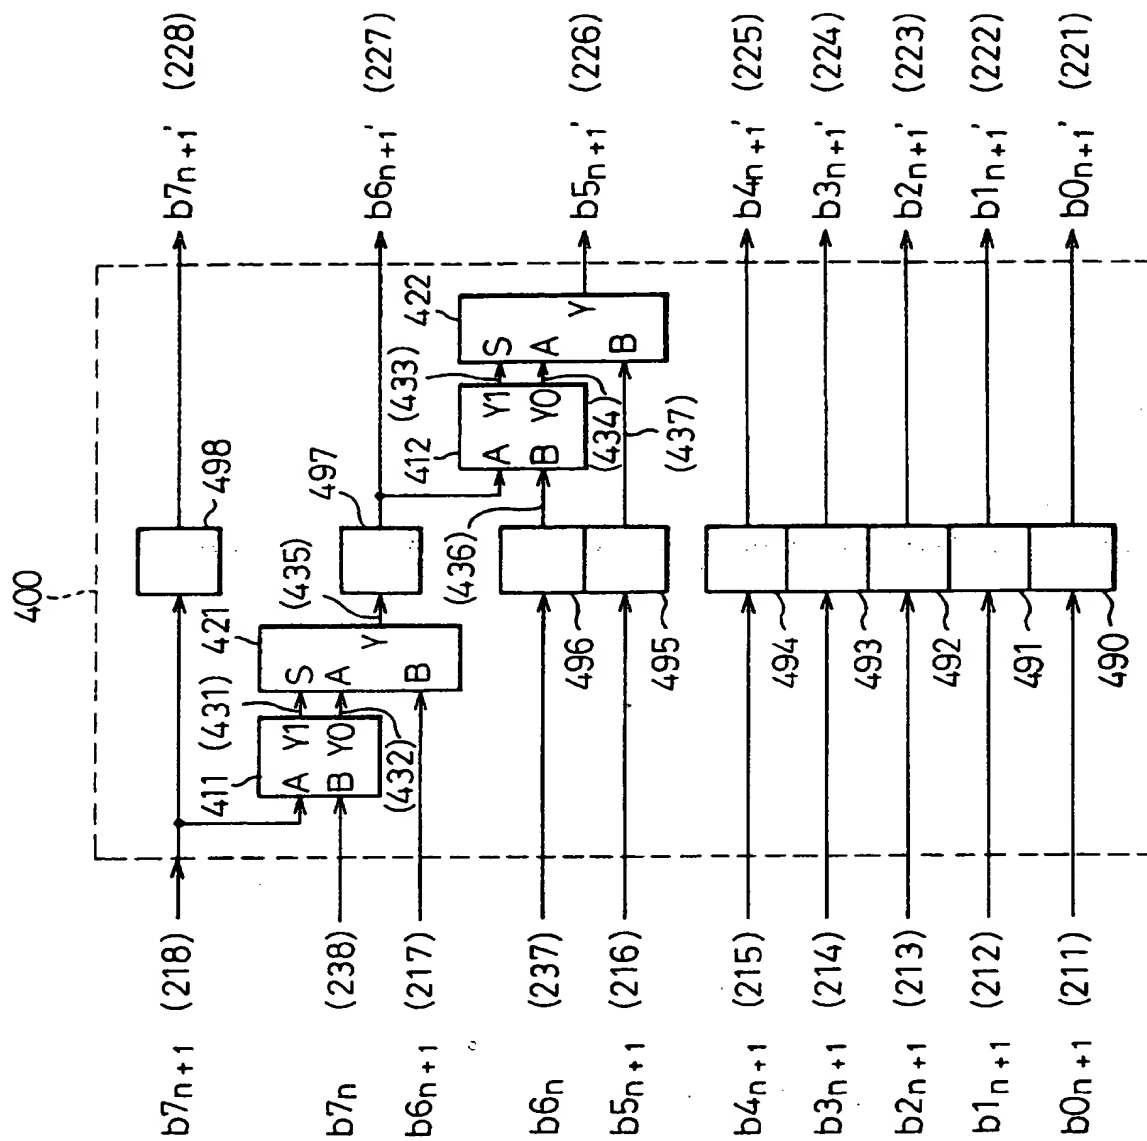 400
b7n+1 (218)
498
b7n+1' (228)
411
A
B
Y1
Y0
(431)
(432)
421
S
A
B
Y
(435)
497
b7n (238)
b6n+1 (217)
b6n+1' (227)
412
A
B
Y1
Y0
(433)
(434)
422
S
A
B
Y
(436)
(437)
b6n (237)
b5n+1 (216)
496
495
b5n+1' (226)
b4n+1 (215)
494
b4n+1' (225)
b3n+1 (214)
493
b3n+1' (224)
b2n+1 (213)
492
b2n+1' (223)
b1n+1 (212)
491
b1n+1' (222)
b0n+1 (211)
490
b0n+1' (221)